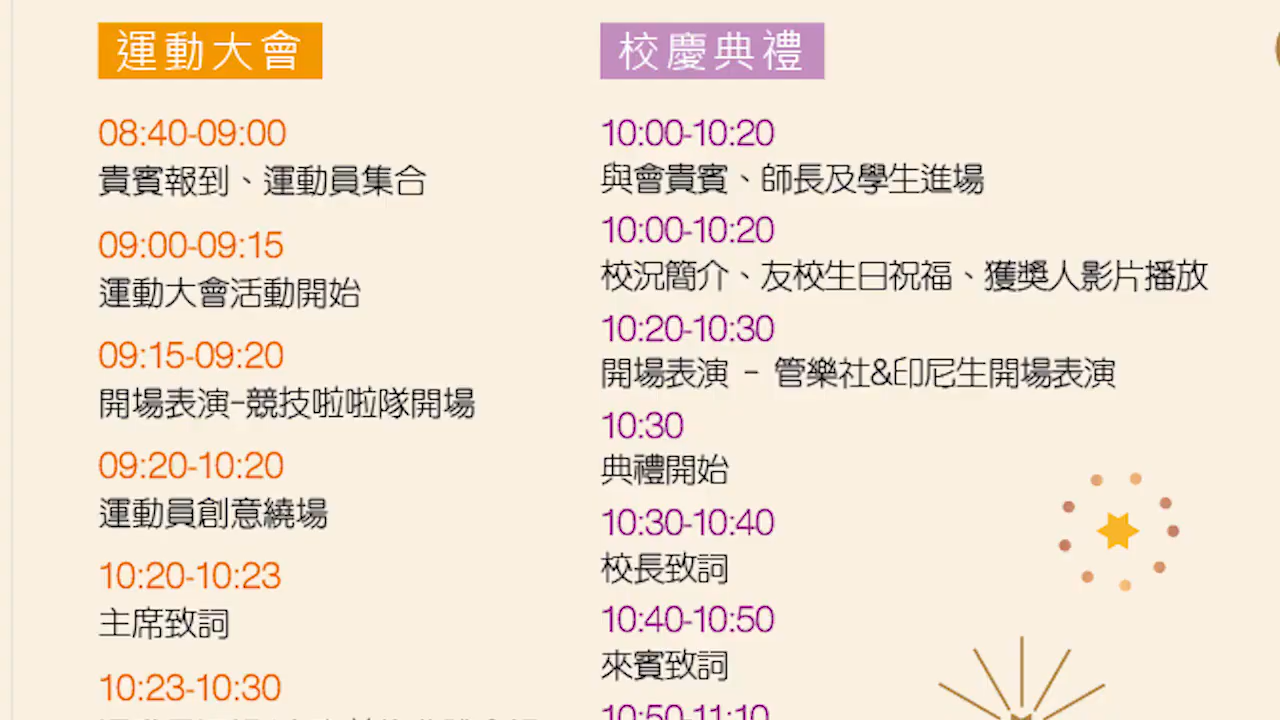 運動大會
08:40-09:00
貴賓報到、運動員集合
09:00-09:15
運動大會活動開始
09:15-09:20
開場表演-競技啦啦隊開場
09:20-10:20
運動員創意繞場
10:20-10:23
主席致詞
10:23-10:30
校慶典禮
10:00-10:20
與會貴賓、師長及學生進場
10:00-10:20
校況簡介、友校生日祝福、獲獎人影片播放
10:20-10:30
開場表演 - 管樂社&印尼生開場表演
10:30
典禮開始
10:30-10:40
校長致詞
10:40-10:50
來賓致詞
10:50-11:10